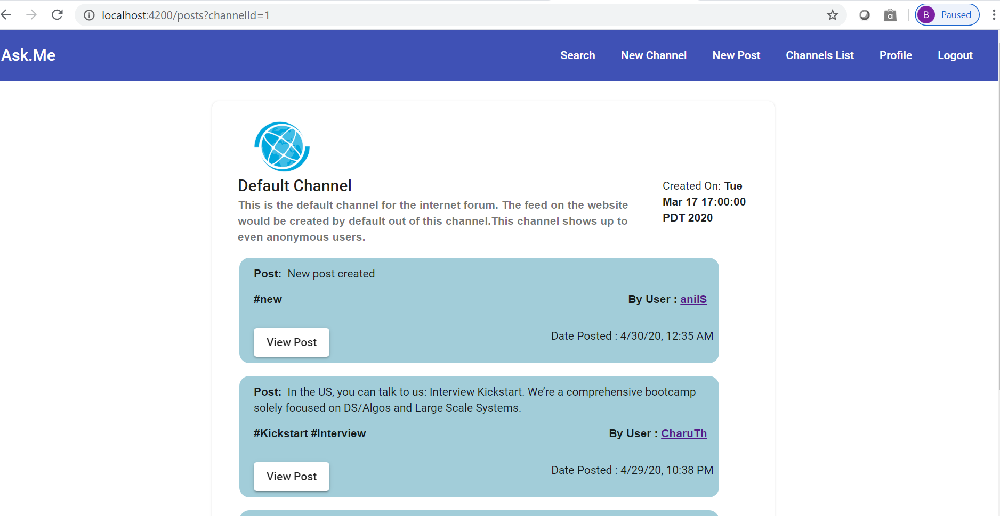 localhost:4200/posts?channelId=1
a
B Paused
Ask.Me Search New Channel New Post Channels List Profile Logout
Default Channel
This is the default channel for the internet forum. The feed on the website
would be created by default out of this channel.This channel shows up to
even anonymous users.
Created On: Tue
Mar 17 17:00:00
PDT 2020
Post: New post created
#new By User : anilS
View Post Date Posted : 4/30/20, 12:35 AM
Post: In the US, you can talk to us: Interview Kickstart. We’re a comprehensive bootcamp
solely focused on DS/Algos and Large Scale Systems.
#Kickstart #Interview By User : CharuTh
View Post Date Posted : 4/29/20, 10:38 PM